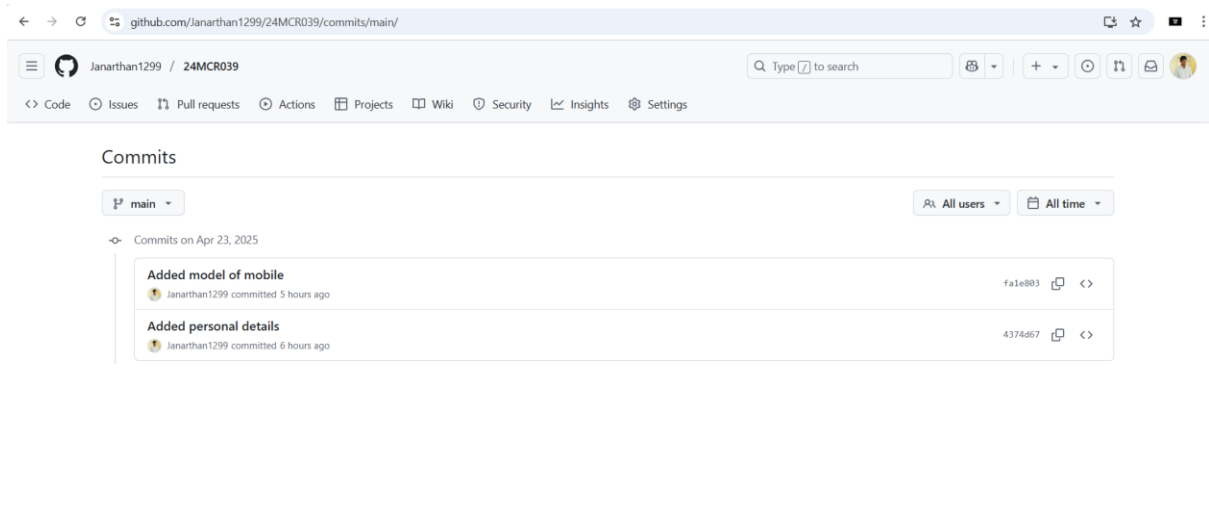 github.com/Janarthan1299/24MCR039/commits/main/
Janarthan1299 / 24MCR039
Type / to search
Code Issues Pull requests Actions Projects Wiki Security Insights Settings
Commits
main
All users All time
Commits on Apr 23, 2025
Added model of mobile
Janarthan1299 committed 5 hours ago
fa1e803
Added personal details
Janarthan1299 committed 6 hours ago
4374d67